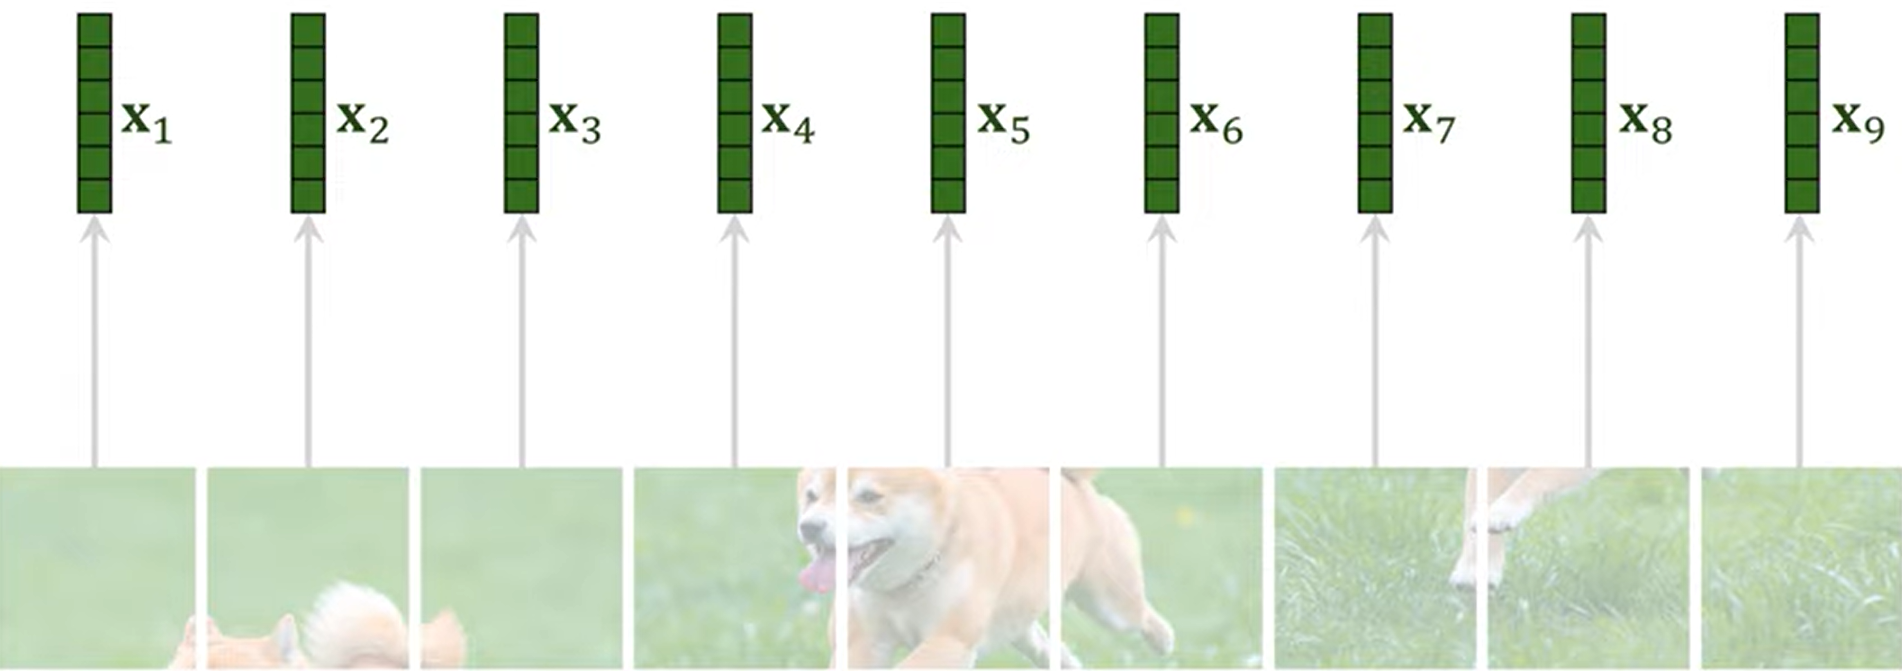 x₁ x₂ x₃ x₄ x₅ x₆ x₇ x₈ x₉